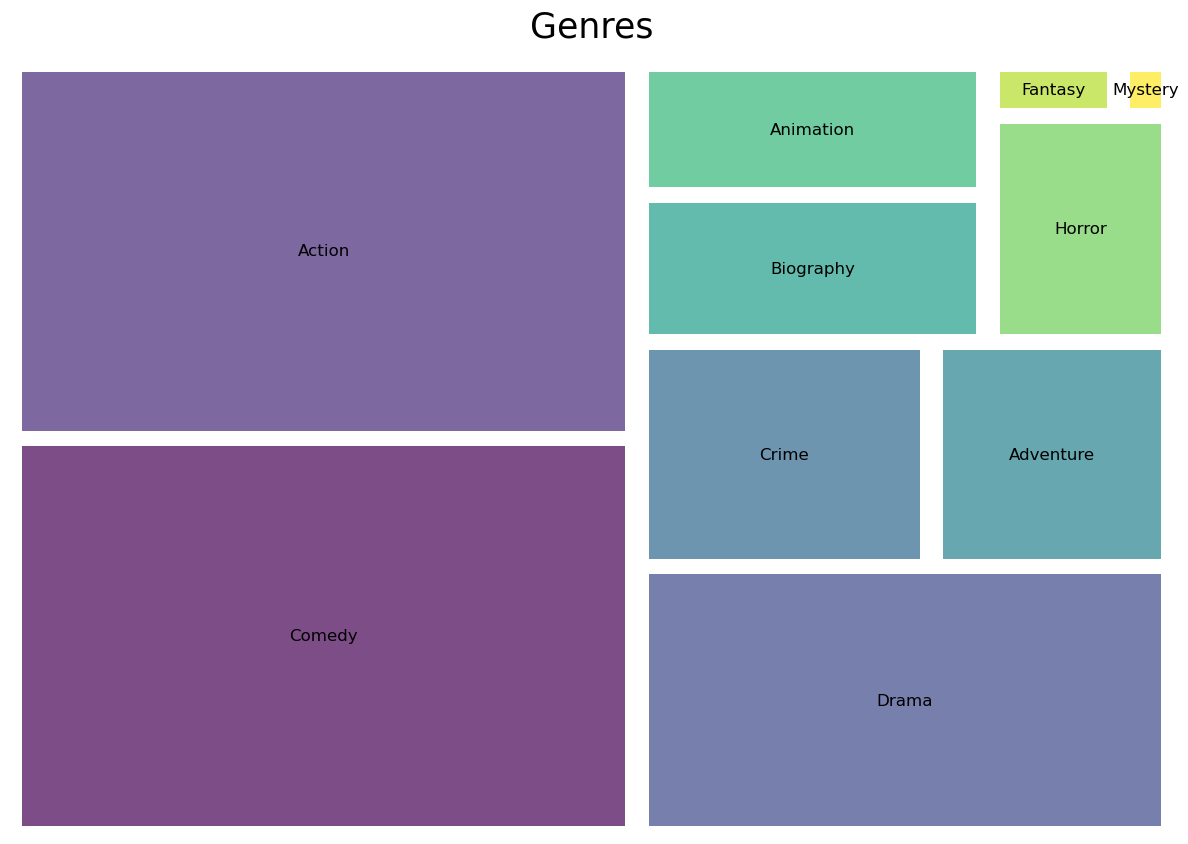 Genres
Action
Comedy
Animation
Biography
Fantasy
Mystery
Horror
Crime
Adventure
Drama